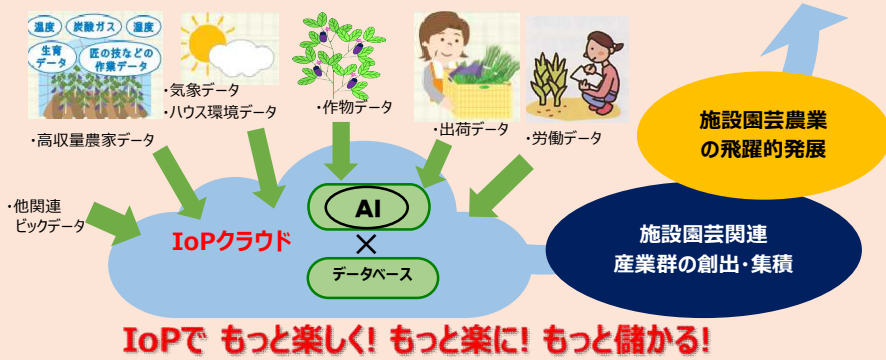 温度
炭酸ガス
湿度
生育
データ
匠の技などの
作業データ
・高収量農家データ
・気象データ
・ハウス環境データ
・作物データ
・出荷データ
・労働データ
・他関連
ビックデータ
IoPクラウド
AI
×
データベース
施設園芸農業
の飛躍的発展
施設園芸関連
産業群の創出・集積
IoPで もっと楽しく! もっと楽に! もっと儲かる!